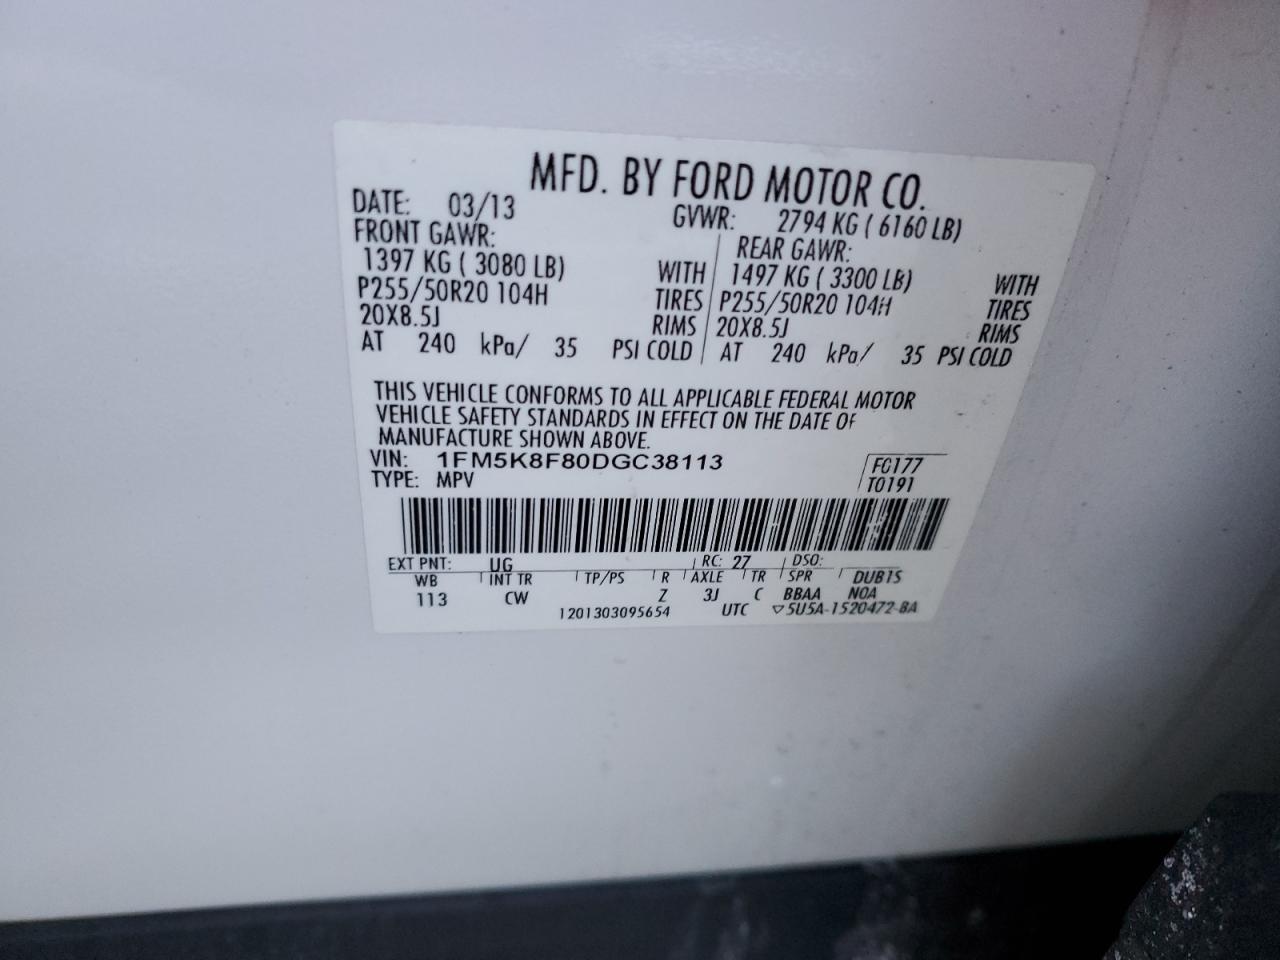 MFD. BY FORD MOTOR CO.
DATE: 03/13 GVWR: 2794 KG ( 6160 LB)
FRONT GAWR: REAR GAWR:
1397 KG ( 3080 LB) WITH 1497 KG ( 3300 LB) WITH
P255/50R20 104H TIRES P255/50R20 104H TIRES
20X8.5J RIMS 20X8.5J RIMS
AT 240 kPa/ 35 PSI COLD AT 240 kPa/ 35 PSI COLD
THIS VEHICLE CONFORMS TO ALL APPLICABLE FEDERAL MOTOR
VEHICLE SAFETY STANDARDS IN EFFECT ON THE DATE OF
MANUFACTURE SHOWN ABOVE.
VIN: 1FM5K8F80DGC38113 FC177
TYPE: MPV T0191
EXT PNT: UG RC: 27 DSO:
WB INT TR TP/PS R AXLE TR SPR DUB1S
113 CW Z 3J C BBAA NOA
1201303095654 UTC ▽5U5A-1520472-BA